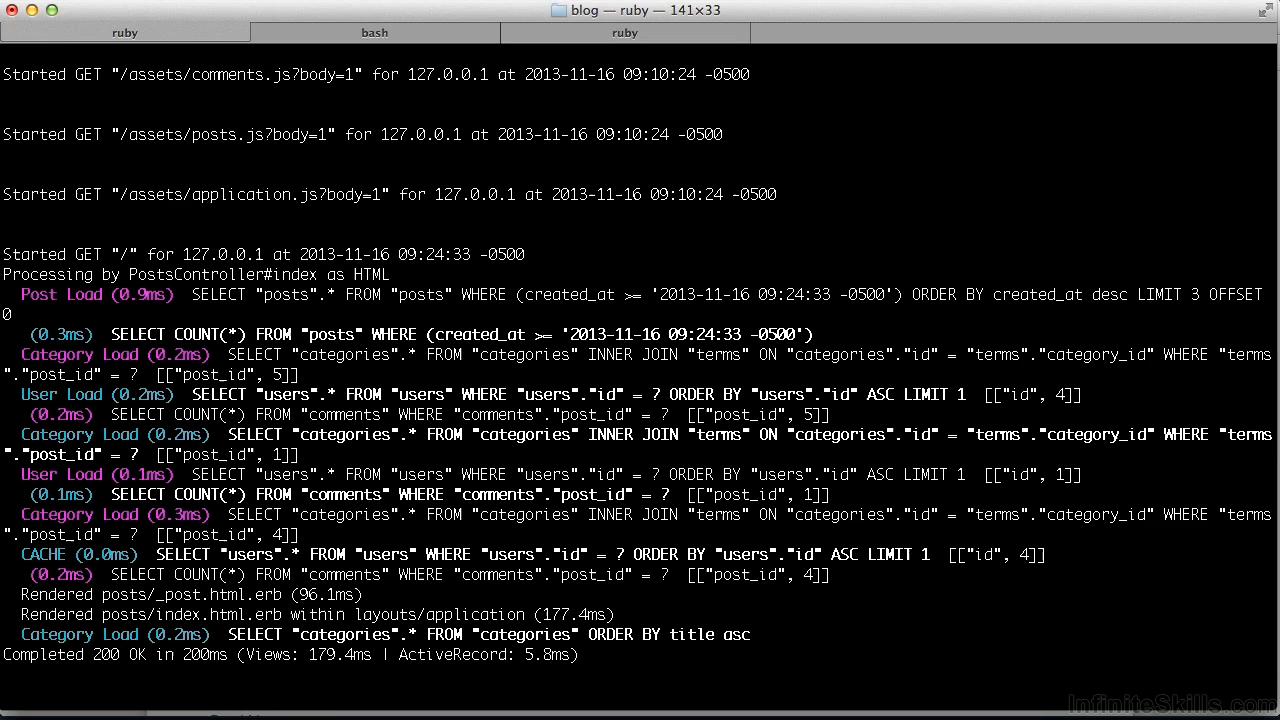 blog — ruby — 141×33
ruby bash ruby
Started GET "/assets/comments.js?body=1" for 127.0.0.1 at 2013-11-16 09:10:24 -0500
Started GET "/assets/posts.js?body=1" for 127.0.0.1 at 2013-11-16 09:10:24 -0500
Started GET "/assets/application.js?body=1" for 127.0.0.1 at 2013-11-16 09:10:24 -0500
Started GET "/" for 127.0.0.1 at 2013-11-16 09:24:33 -0500
Processing by PostsController#index as HTML
Post Load (0.9ms)  SELECT "posts".* FROM "posts" WHERE (created_at >= '2013-11-16 09:24:33 -0500') ORDER BY created_at desc LIMIT 3 OFFSET
0
(0.3ms)  SELECT COUNT(*) FROM "posts" WHERE (created_at >= '2013-11-16 09:24:33 -0500')
Category Load (0.2ms)  SELECT "categories".* FROM "categories" INNER JOIN "terms" ON "categories"."id" = "terms"."category_id" WHERE "terms
"."post_id" = ?  [["post_id", 5]]
User Load (0.2ms)  SELECT "users".* FROM "users" WHERE "users"."id" = ? ORDER BY "users"."id" ASC LIMIT 1  [["id", 4]]
(0.2ms)  SELECT COUNT(*) FROM "comments" WHERE "comments"."post_id" = ?  [["post_id", 5]]
Category Load (0.2ms)  SELECT "categories".* FROM "categories" INNER JOIN "terms" ON "categories"."id" = "terms"."category_id" WHERE "terms
"."post_id" = ?  [["post_id", 1]]
User Load (0.1ms)  SELECT "users".* FROM "users" WHERE "users"."id" = ? ORDER BY "users"."id" ASC LIMIT 1  [["id", 1]]
(0.1ms)  SELECT COUNT(*) FROM "comments" WHERE "comments"."post_id" = ?  [["post_id", 1]]
Category Load (0.3ms)  SELECT "categories".* FROM "categories" INNER JOIN "terms" ON "categories"."id" = "terms"."category_id" WHERE "terms
"."post_id" = ?  [["post_id", 4]]
CACHE (0.0ms)  SELECT "users".* FROM "users" WHERE "users"."id" = ? ORDER BY "users"."id" ASC LIMIT 1  [["id", 4]]
(0.2ms)  SELECT COUNT(*) FROM "comments" WHERE "comments"."post_id" = ?  [["post_id", 4]]
Rendered posts/_post.html.erb (96.1ms)
Rendered posts/index.html.erb within layouts/application (177.4ms)
Category Load (0.2ms)  SELECT "categories".* FROM "categories" ORDER BY title asc
Completed 200 OK in 200ms (Views: 179.4ms | ActiveRecord: 5.8ms)
InfiniteSkills.com